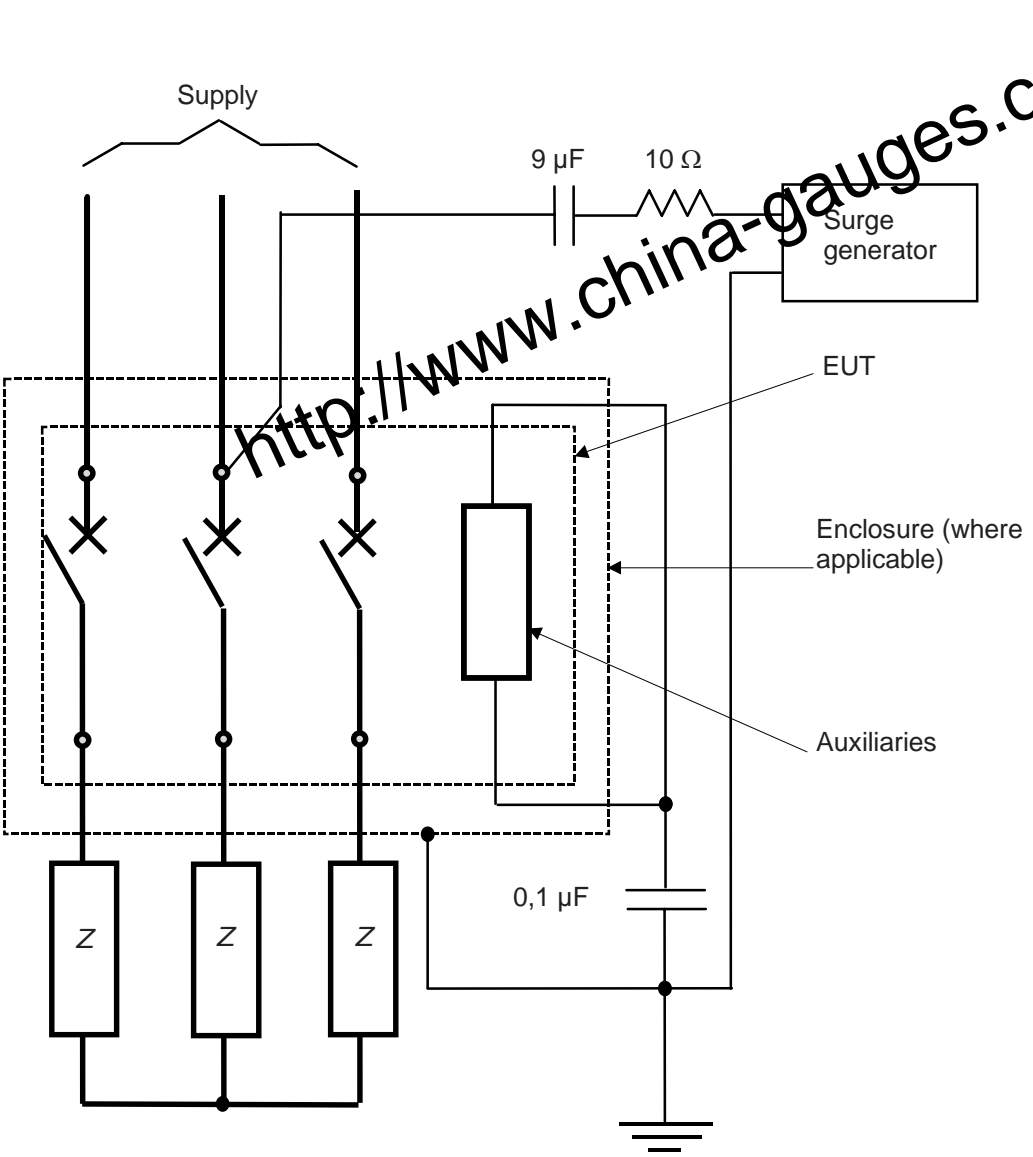 Supply
9 µF
10 Ω
http://www.china-gauges.c
Surge
generator
EUT
Enclosure (where
applicable)
Auxiliaries
0,1 µF
Z
Z
Z